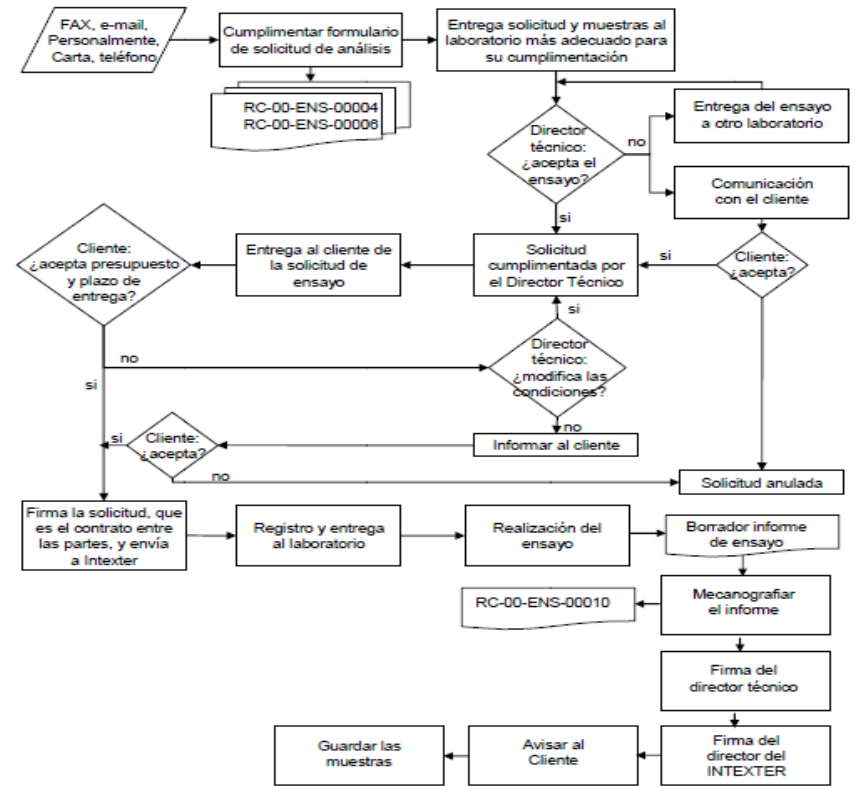 FAX, e-mail,
Personalmente,
Carta, teléfono
Cumplimentar formulario
de solicitud de análisis
Entrega solicitud y muestras al
laboratorio más adecuado para
su cumplimentación
RC-00-ENS-00004
RC-00-ENS-00006
Director
técnico:
¿acepta el
ensayo?
no
Entrega del ensayo
a otro laboratorio
Comunicación
con el cliente
si
Cliente:
¿acepta presupuesto
y plazo de
entrega?
Entrega al cliente de
la solicitud de
ensayo
Solicitud
cumplimentada por
el Director Técnico
si
Cliente:
¿acepta?
si
no
Director
técnico:
¿modifica las
condiciones?
si
no
si
Cliente:
¿acepta?
Informar al cliente
no
Solicitud anulada
Firma la solicitud, que
es el contrato entre
las partes, y envía
a Intexter
Registro y entrega
al laboratorio
Realización del
ensayo
Borrador informe
de ensayo
RC-00-ENS-00010
Mecanografiar
el informe
Firma del
director técnico
Guardar las
muestras
Avisar al
Cliente
Firma del
director del
INTEXTER